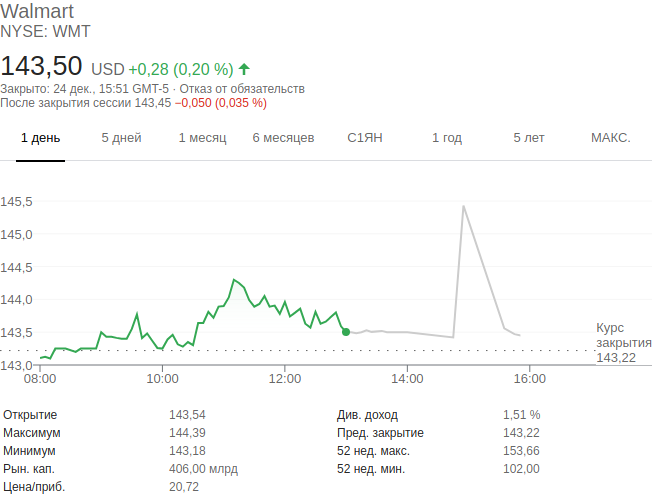 Walmart
NYSE: WMT
143,50 USD +0,28 (0,20 %)
Закрыто: 24 дек., 15:51 GMT-5 · Отказ от обязательств
После закрытия сессии 143,45 −0,050 (0,035 %)
1 день 5 дней 1 месяц 6 месяцев С1ЯН 1 год 5 лет МАКС.
145,5
145,0
144,5
144,0
143,5
143,0
Курс
закрытия
143,22
08:00 10:00 12:00 14:00 16:00
Открытие 143,54 Див. доход 1,51 %
Максимум 144,39 Пред. закрытие 143,22
Минимум 143,18 52 нед. макс. 153,66
Рын. кап. 406,00 млрд 52 нед. мин. 102,00
Цена/приб. 20,72